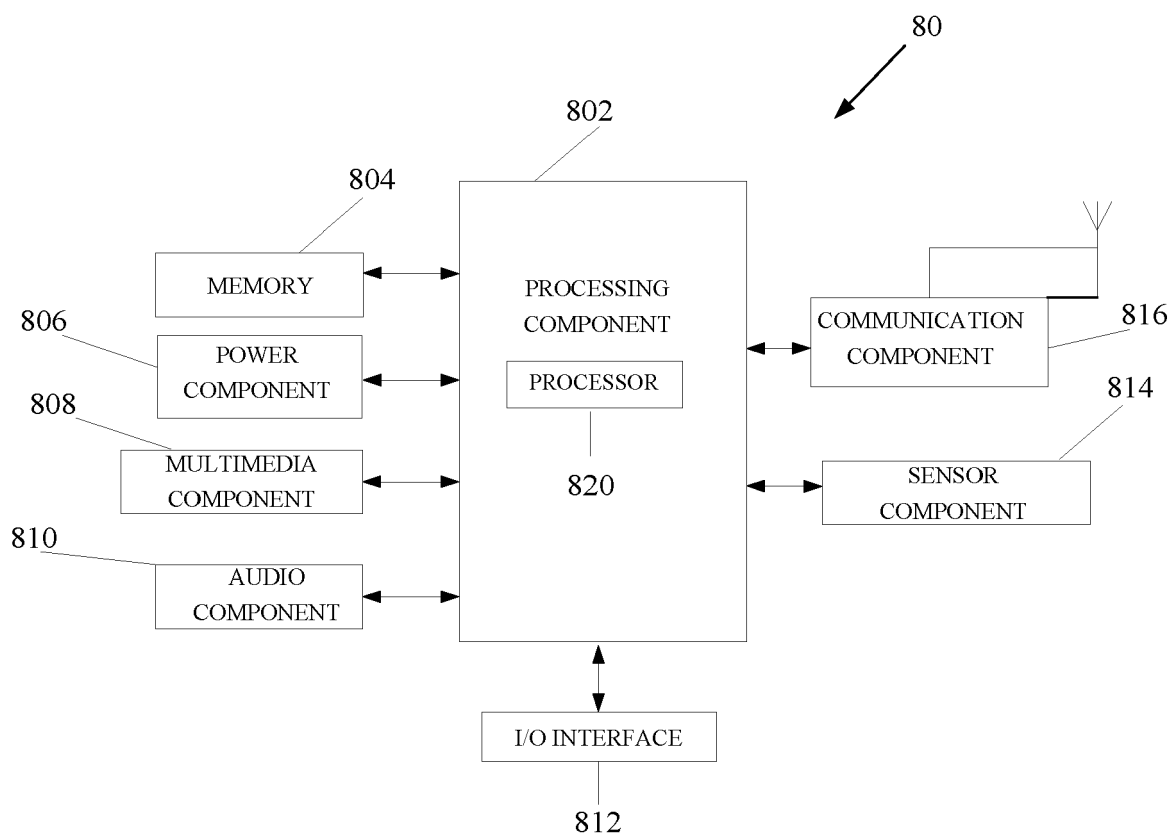 80
802
804
MEMORY
806
POWER
COMPONENT
808
MULTIMEDIA
COMPONENT
810
AUDIO
COMPONENT
PROCESSING
COMPONENT
PROCESSOR
820
COMMUNICATION
COMPONENT
816
814
SENSOR
COMPONENT
I/O INTERFACE
812